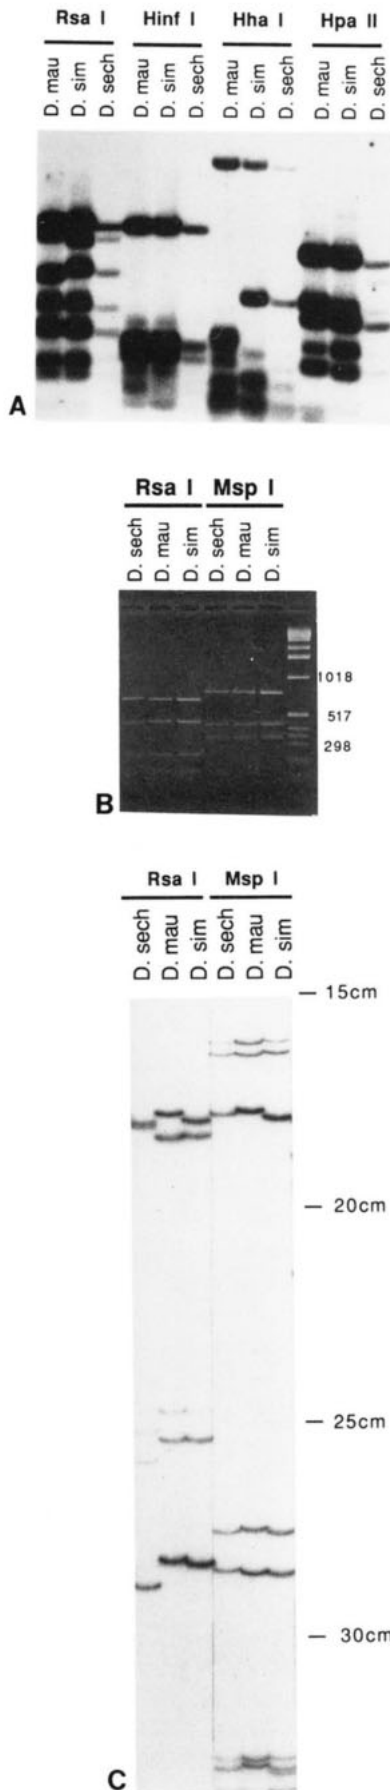 Rsa I Hinf I Hha I Hpa II
D. mau D. sim D. sech D. mau D. sim D. sech D. mau D. sim D. sech D. mau D. sim D. sech
A
Rsa I Msp I
D. sech D. mau D. sim D. sech D. mau D. sim
1018
517
298
B
Rsa I Msp I
D. sech D. mau D. sim D. sech D. mau D. sim
— 15cm
— 20cm
— 25cm
— 30cm
C